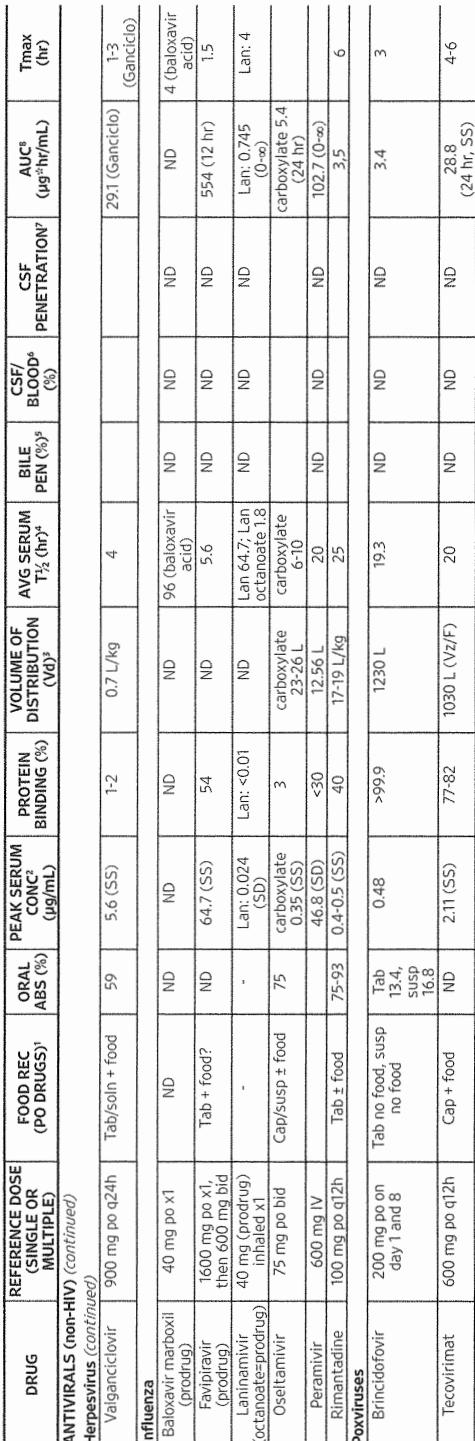 DRUG
REFERENCE DOSE
(SINGLE OR
MULTIPLE)
FOOD REC
(PO DRUGS)¹
ORAL
ABS (%)
PEAK SERUM
CONC²
(µg/mL)
PROTEIN
BINDING (%)
VOLUME OF
DISTRIBUTION
(Vd)³
AVG SERUM
T½ (hr)⁴
BILE
PEN (%)⁵
CSF/
BLOOD⁶
(%)
CSF
PENETRATION⁷
AUC⁸
(µg*hr/mL)
Tmax
(hr)
ANTIVIRALS (non-HIV) (continued)
Herpesvirus (continued)
Valganciclovir
900 mg po q24h
Tab/soln + food
59
5.6 (SS)
1-2
0.7 L/kg
4
29.1 (Ganciclo)
1-3
(Ganciclo)
nfluenza
Baloxavir marboxil
(prodrug)
40 mg po x1
ND
ND
ND
ND
ND
96 (baloxavir
acid)
ND
4 (baloxavir
acid)
Favipiravir
(prodrug)
1600 mg po x1,
then 600 mg bid
Tab + food?
ND
64.7 (SS)
54
ND
5.6
ND
ND
ND
554 (12 hr)
1.5
Laninamivir
(octanoate=prodrug)
40 mg (prodrug)
inhaled x1
-
-
Lan: 0.024
(SD)
Lan: <0.01
ND
Lan 64.7; Lan
octanoate 1.8
ND
ND
ND
Lan: 0.745
(0-∞)
Lan: 4
Oseltamivir
75 mg po bid
Cap/susp ± food
75
carboxylate
0.35 (SS)
3
carboxylate
23-26 L
carboxylate
6-10
carboxylate 5.4
(24 hr)
Peramivir
600 mg IV
46.8 (SD)
<30
12.56 L
20
ND
ND
ND
102.7 (0-∞)
Rimantadine
100 mg po q12h
Tab ± food
75-93
0.4-0.5 (SS)
40
17-19 L/kg
25
ND
ND
ND
3,5
6
Poxviruses
Brincidofovir
200 mg po on
day 1 and 8
Tab no food, susp
no food
Tab
13.4,
susp
16.8
0.48
>99.9
1230 L
19.3
ND
ND
ND
3.4
3
Tecovirimat
600 mg po q12h
Cap + food
ND
2.11 (SS)
77-82
1030 L (Vz/F)
20
ND
ND
ND
28.8
(24 hr, SS)
4-6